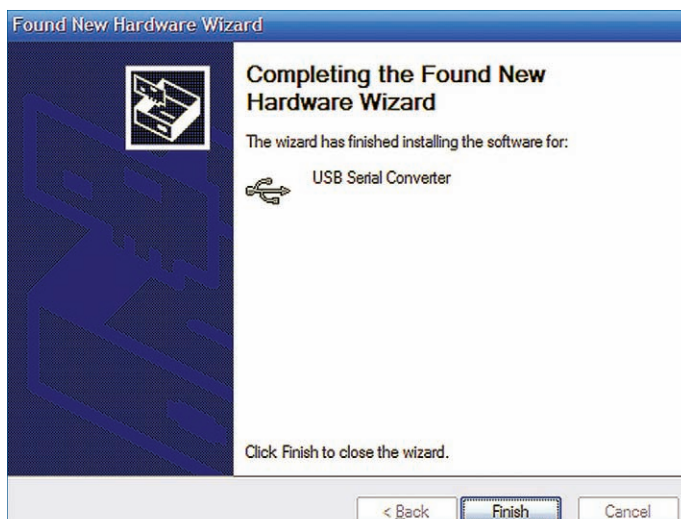 Found New Hardware Wizard
Completing the Found New
Hardware Wizard
The wizard has finished installing the software for:
USB Serial Converter
Click Finish to close the wizard.
< Back
Finish
Cancel